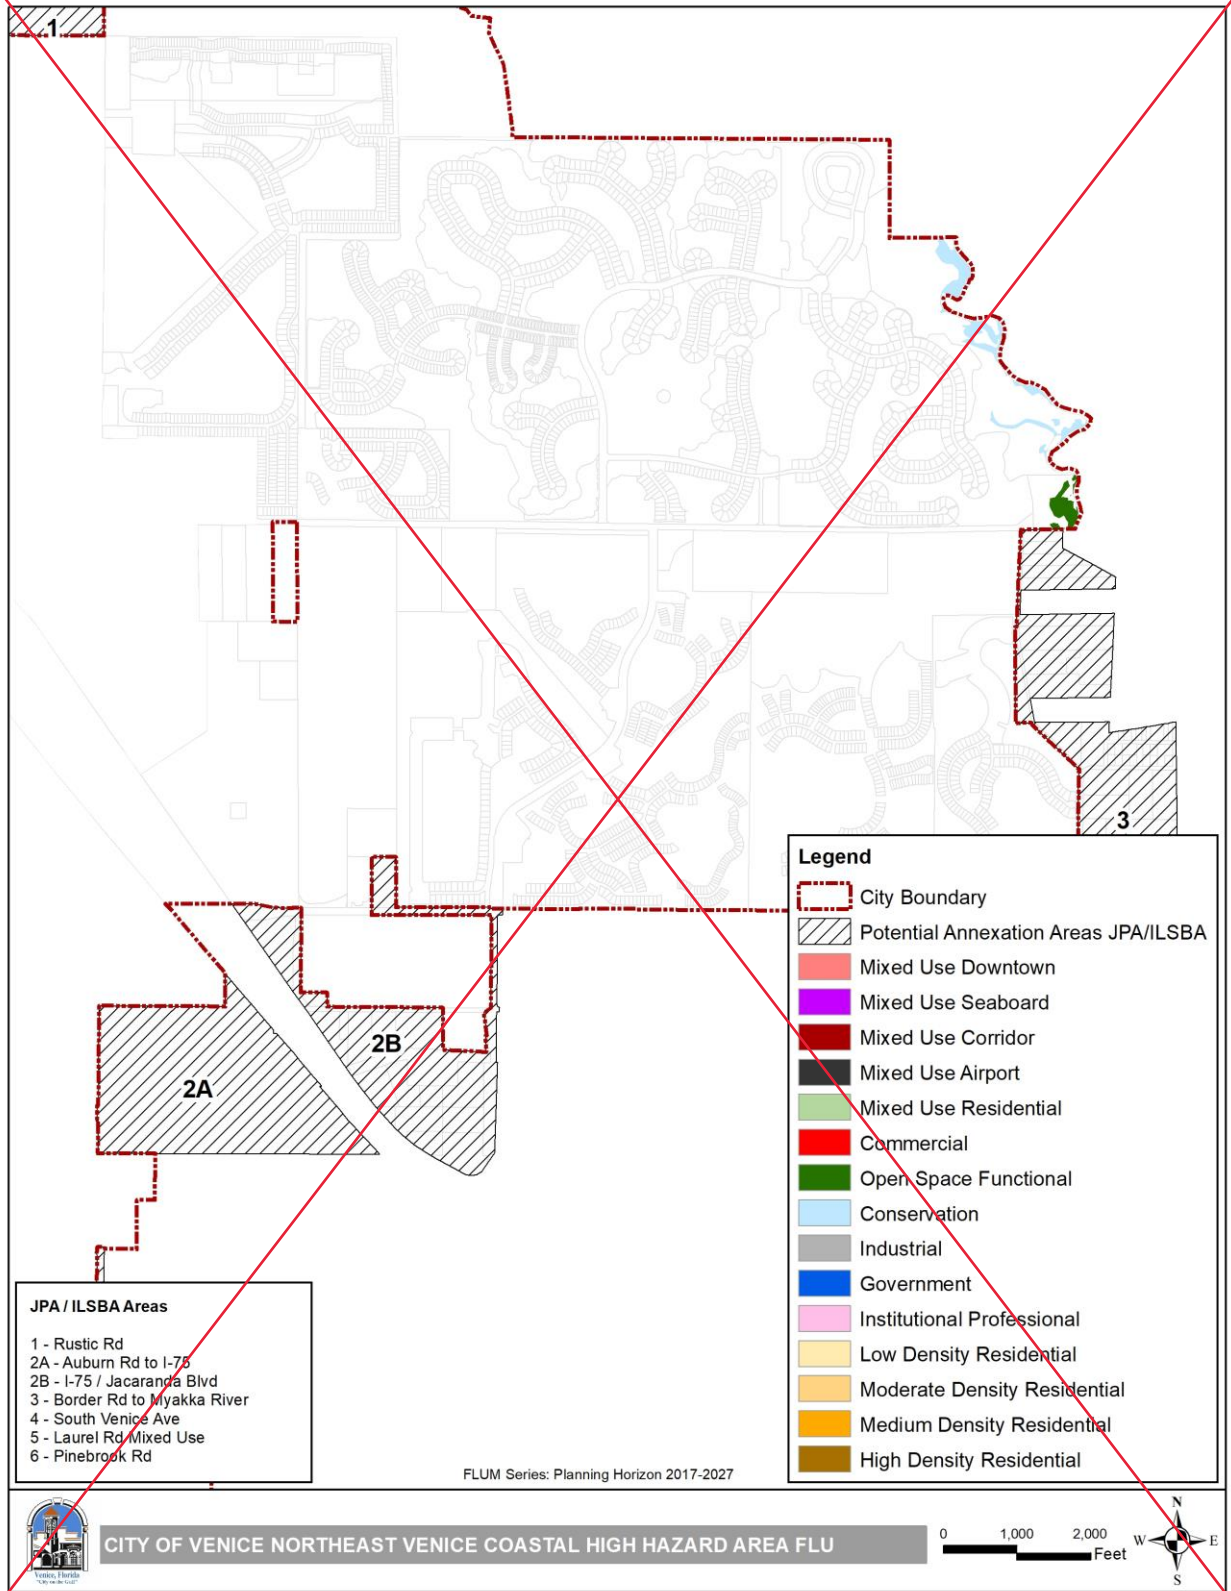 1
3
2B
2A
Legend
City Boundary
Potential Annexation Areas JPA/ILSBA
Mixed Use Downtown
Mixed Use Seaboard
Mixed Use Corridor
Mixed Use Airport
Mixed Use Residential
Commercial
Open Space Functional
Conservation
Industrial
Government
Institutional Professional
Low Density Residential
Moderate Density Residential
Medium Density Residential
High Density Residential
JPA / ILSBA Areas
1 - Rustic Rd
2A - Auburn Rd to I-75
2B - I-75 / Jacaranda Blvd
3 - Border Rd to Myakka River
4 - South Venice Ave
5 - Laurel Rd Mixed Use
6 - Pinebrook Rd
FLUM Series: Planning Horizon 2017-2027
Venice, Florida
"City on the Gulf"
CITY OF VENICE NORTHEAST VENICE COASTAL HIGH HAZARD AREA FLU
0 1,000 2,000
Feet
N
W E
S